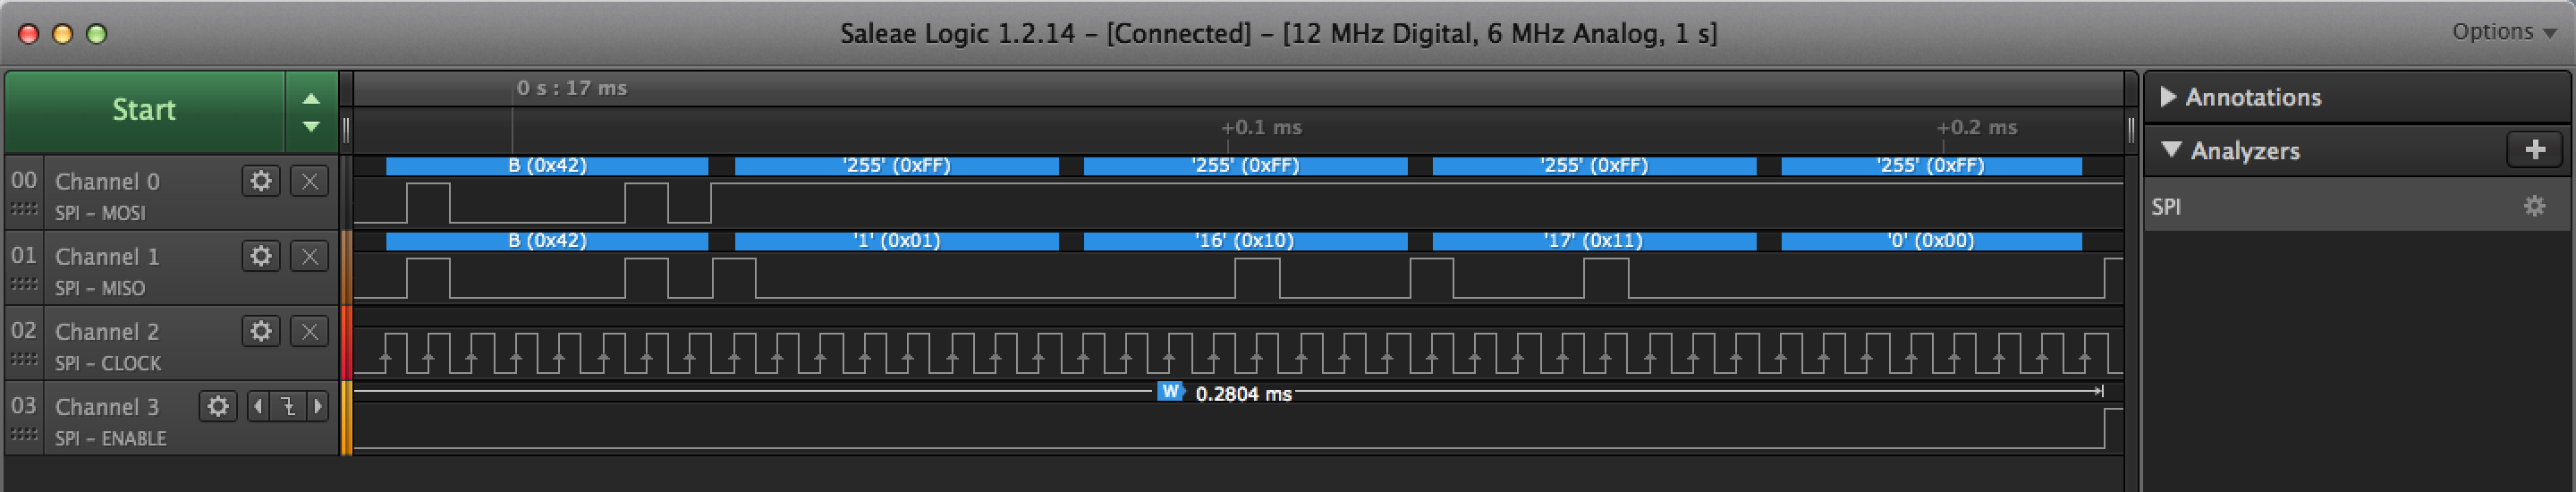 Saleae Logic 1.2.14 – [Connected] – [12 MHz Digital, 6 MHz Analog, 1 s]
Options
Start
0 s : 17 ms
+0.1 ms
+0.2 ms
Annotations
Analyzers
SPI
00 Channel 0
SPI – MOSI
B (0x42)
'255' (0xFF)
'255' (0xFF)
'255' (0xFF)
'255' (0xFF)
01 Channel 1
SPI – MISO
B (0x42)
'1' (0x01)
'16' (0x10)
'17' (0x11)
'0' (0x00)
02 Channel 2
SPI – CLOCK
03 Channel 3
SPI – ENABLE
W 0.2804 ms